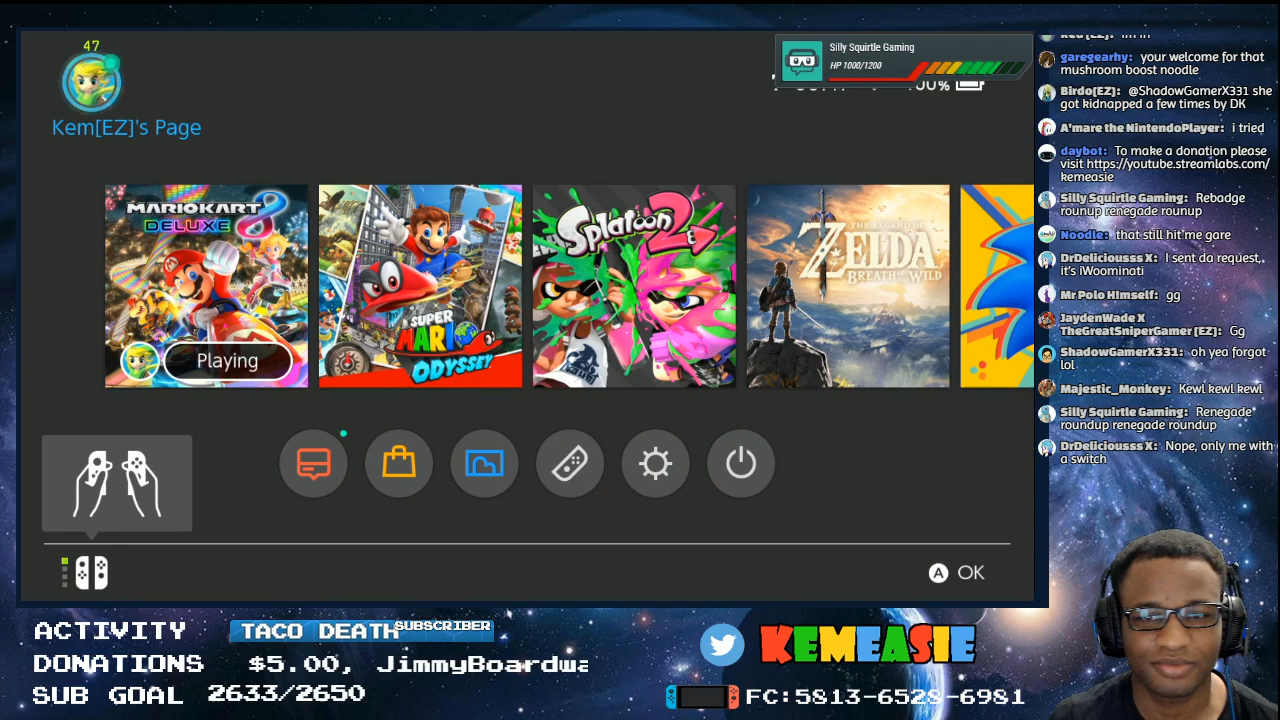 47
Kem[EZ]'s Page
Silly Squirtle Gaming
HP 1000/1200
MARIOKART 8
DELUXE
Playing
SUPER
MARIO
ODYSSEY
Splatoon 2
THE LEGEND OF
ZELDA
BREATH OF THE WILD
A OK
garegearhy: your welcome for that
mushroom boost noodle
Birdo[EZ]: @ShadowGamerX331 she
got kidnapped a few times by DK
A'mare the NintendoPlayer: i tried
daybot: To make a donation please
visit https://youtube.streamlabs.com/
kemeasie
Silly Squirtle Gaming: Rebadge
rounup renegade rounup
Noodle: that still hit me gare
DrDeliciousss X: I sent da request,
it's iWoominati
Mr Polo HImself: gg
JaydenWade X
TheGreatSniperGamer [EZ]: Gg
ShadowGamerX331: oh yea forgot
lol
Majestic_Monkey: Kewl kewl kewl
Silly Squirtle Gaming: Renegade
roundup renegade roundup
DrDeliciousss X: Nope, only me with
a switch
ACTIVITY TACO DEATH SUBSCRIBER
DONATIONS $5.00, JimmyBoardwa
SUB GOAL 2633/2650
KEMEASIE
FC:5813-6528-6981